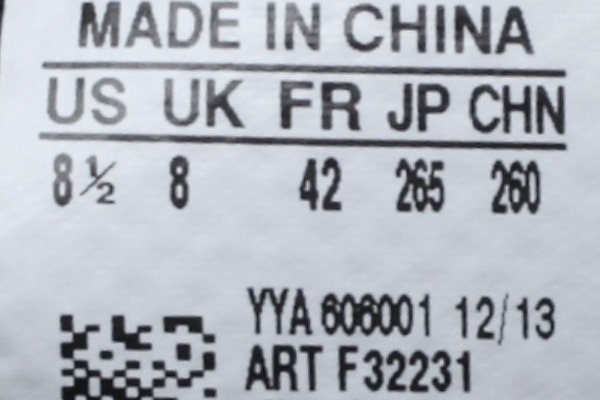 MADE IN CHINA
US UK FR JP CHN
8½ 8 42 265 260
YYA 606001 12/13
ART F32231